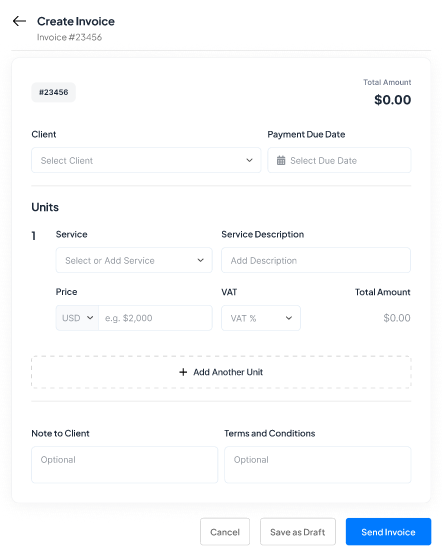 Create Invoice
Invoice #23456
#23456
Total Amount
$0.00
Client
Payment Due Date
Select Client
Select Due Date
Units
1
Service
Service Description
Select or Add Service
Add Description
Price
VAT
Total Amount
USD
e.g. $2,000
VAT %
$0.00
+ Add Another Unit
Note to Client
Terms and Conditions
Optional
Optional
Cancel
Save as Draft
Send Invoice